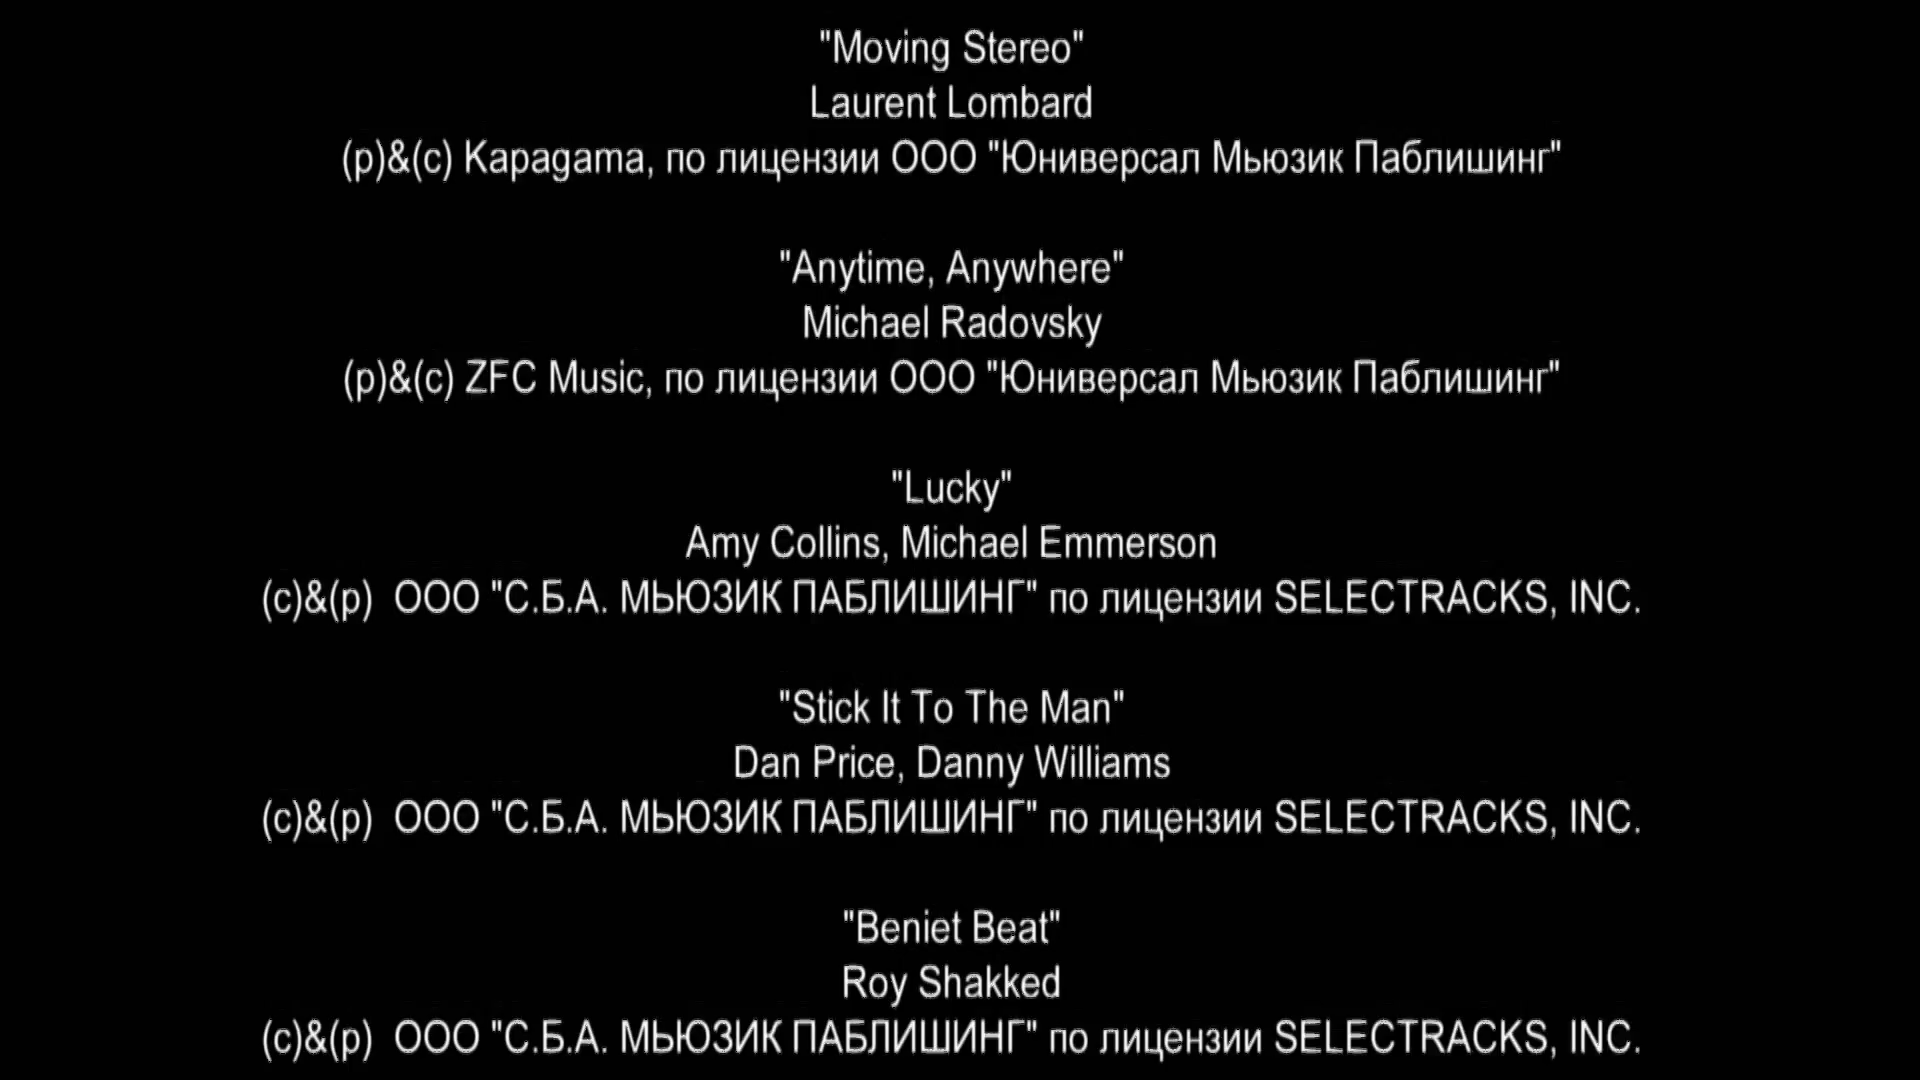 "Moving Stereo"
Laurent Lombard
(p)&(c) Kapagama, по лицензии ООО "Юниверсал Мьюзик Паблишинг"
"Anytime, Anywhere"
Michael Radovsky
(p)&(c) ZFC Music, по лицензии ООО "Юниверсал Мьюзик Паблишинг"
"Lucky"
Amy Collins, Michael Emmerson
(c)&(p)  ООО "С.Б.А. МЬЮЗИК ПАБЛИШИНГ" по лицензии SELECTRACKS, INC.
"Stick It To The Man"
Dan Price, Danny Williams
(c)&(p)  ООО "С.Б.А. МЬЮЗИК ПАБЛИШИНГ" по лицензии SELECTRACKS, INC.
"Beniet Beat"
Roy Shakked
(c)&(p)  ООО "С.Б.А. МЬЮЗИК ПАБЛИШИНГ" по лицензии SELECTRACKS, INC.